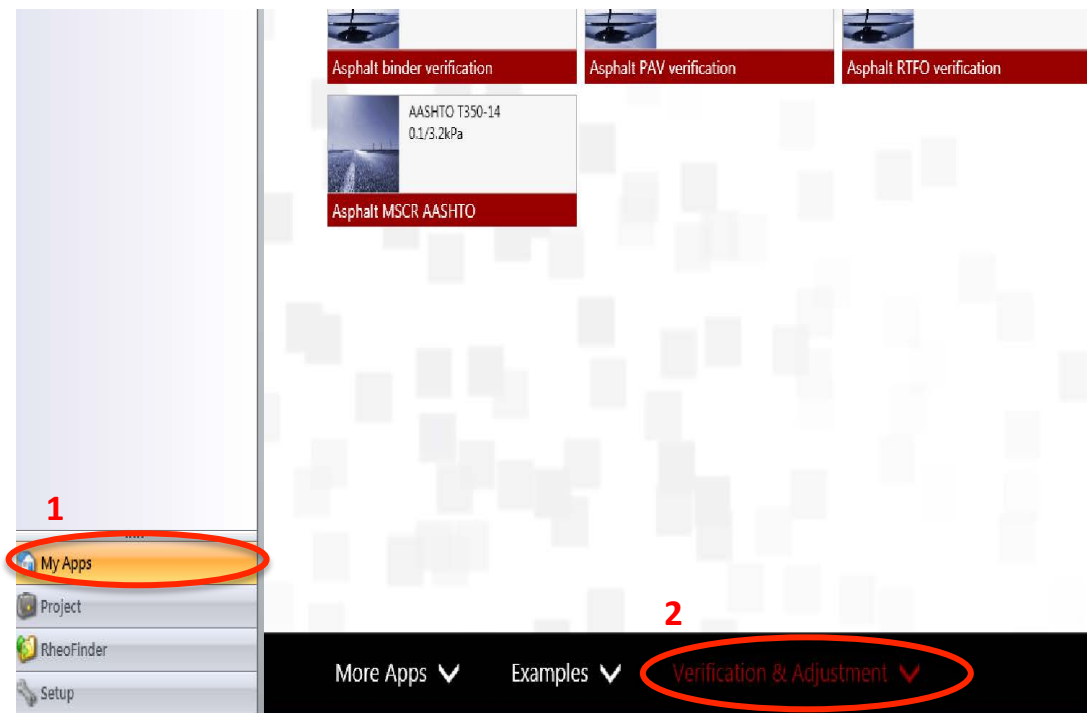 Asphalt binder verification
Asphalt PAV verification
Asphalt RTFO verification
AASHTO T350-14
0.1/3.2kPa
Asphalt MSCR AASHTO
1
My Apps
Project
RheoFinder
Setup
2
More Apps
Examples
Verification & Adjustment